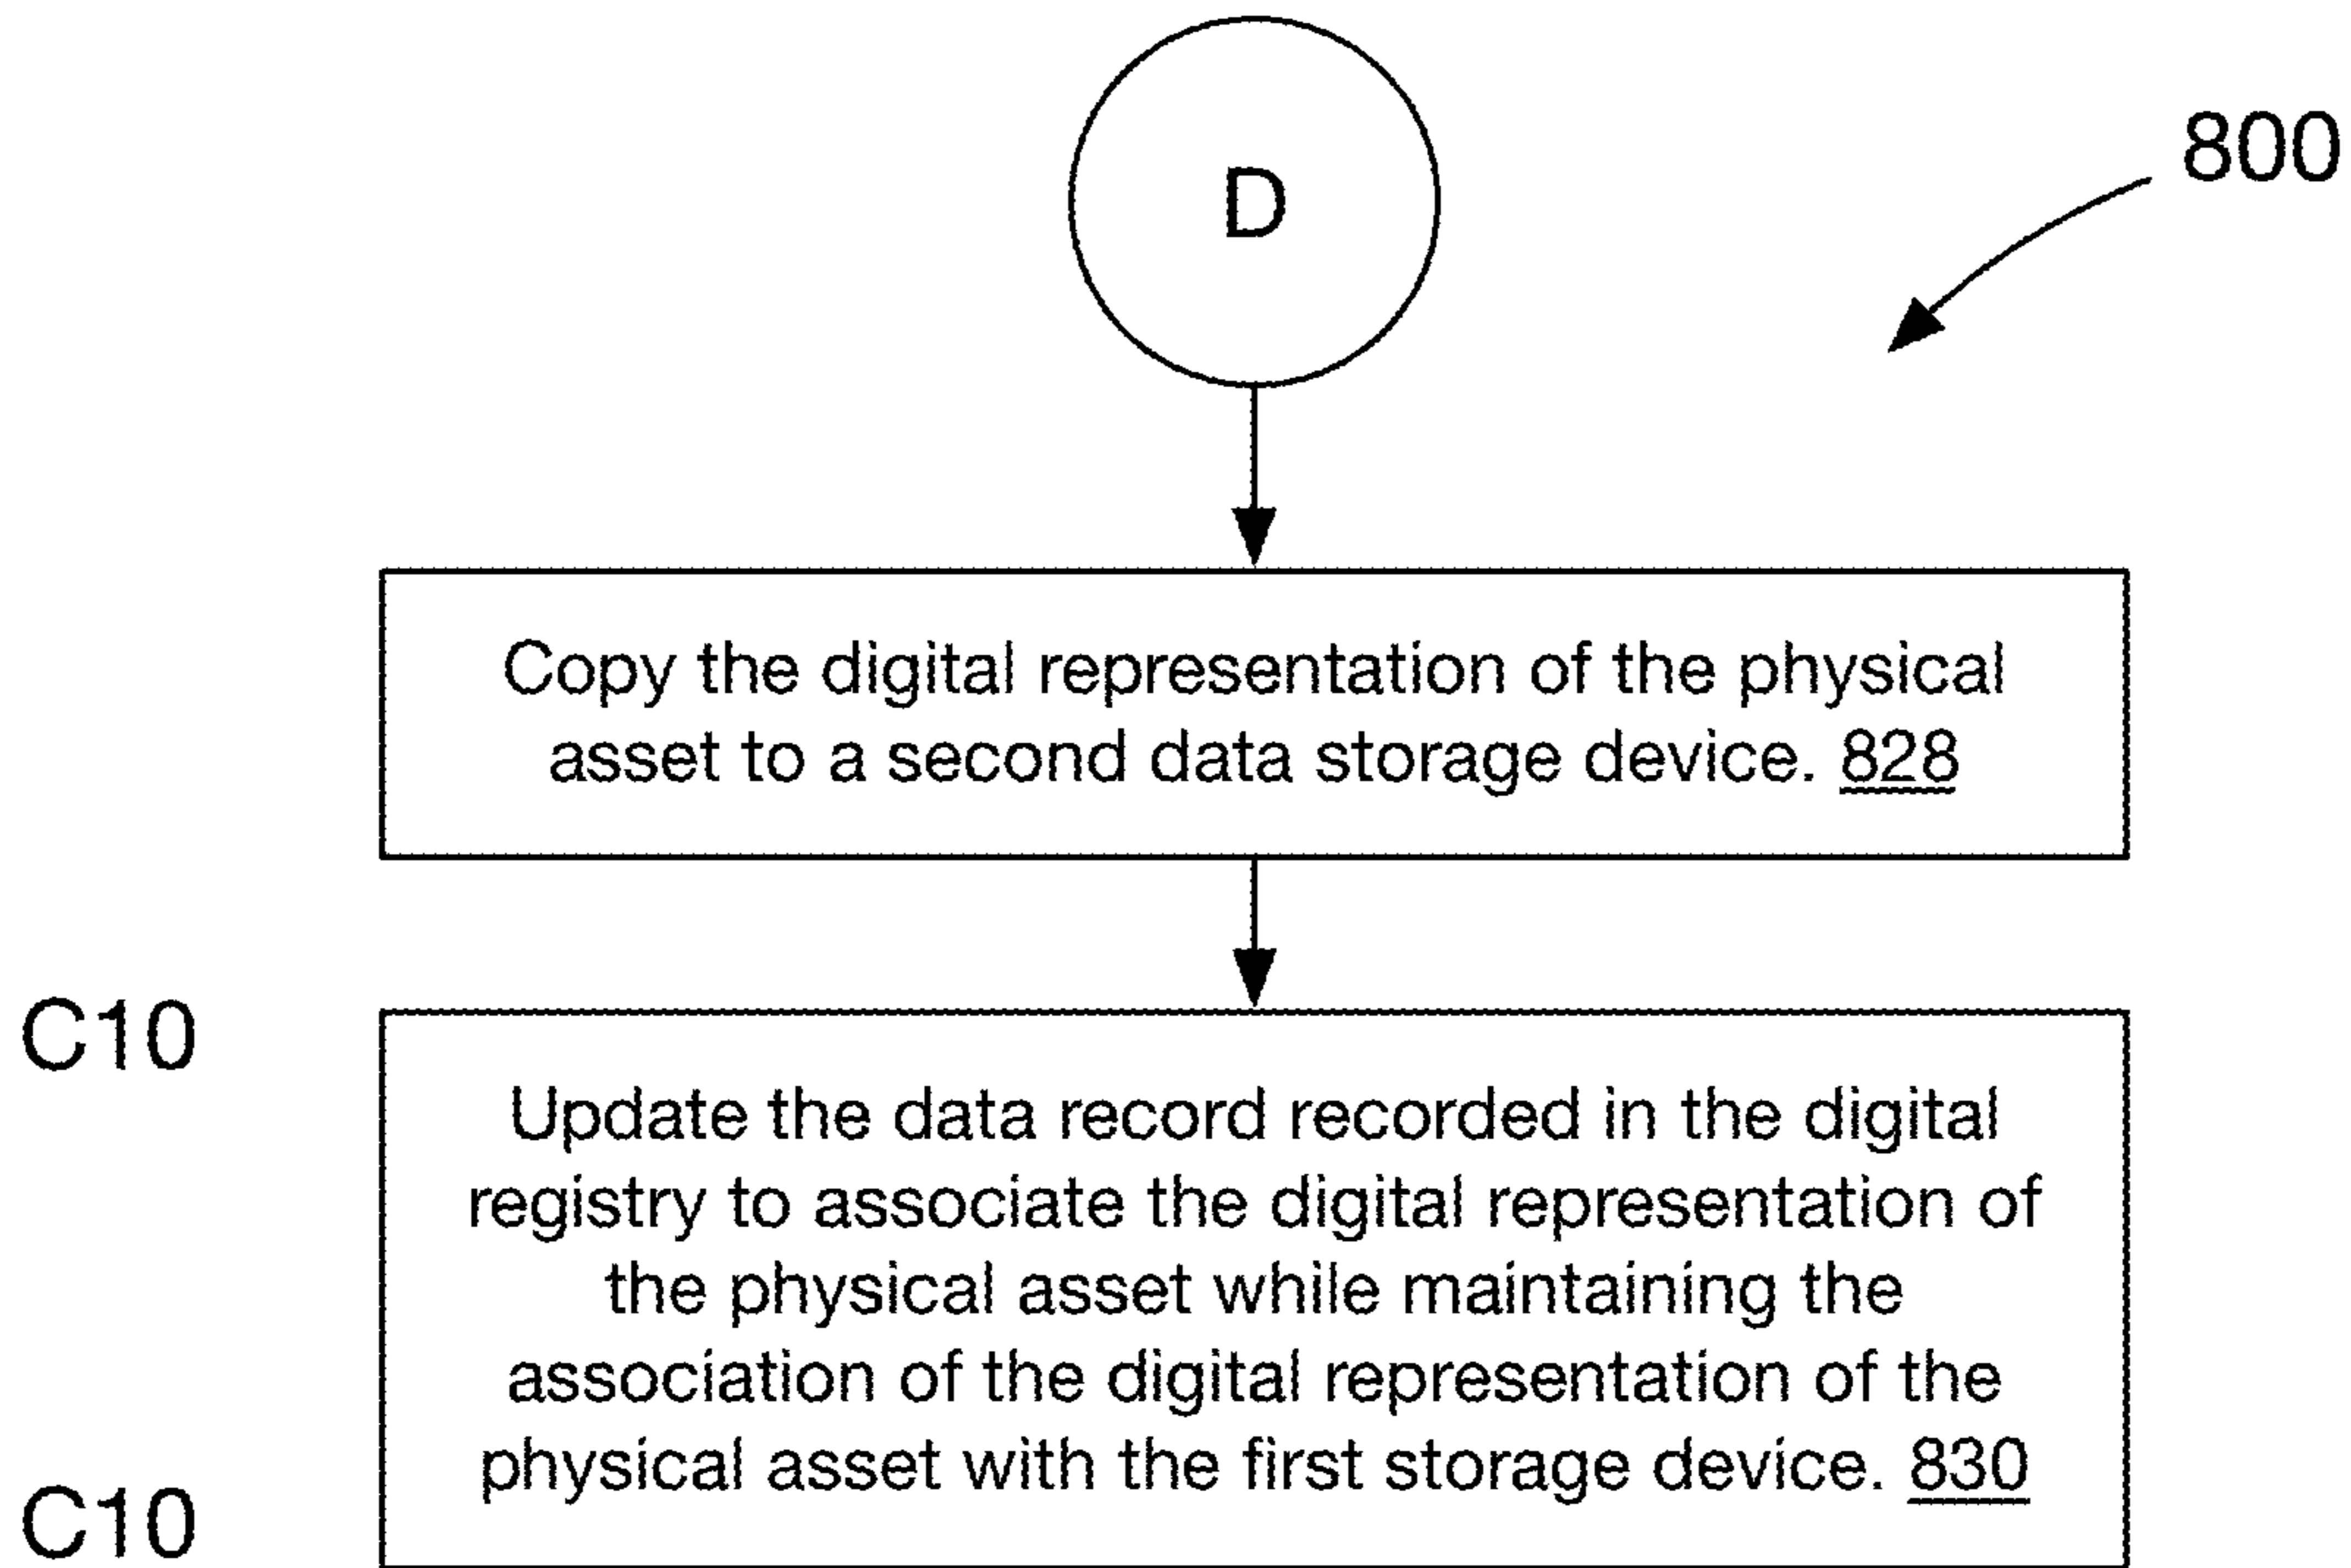 D
800
Copy the digital representation of the physical
asset to a second data storage device. 828
C10
Update the data record recorded in the digital
registry to associate the digital representation of
the physical asset while maintaining the
association of the digital representation of the
physical asset with the first storage device. 830
C10